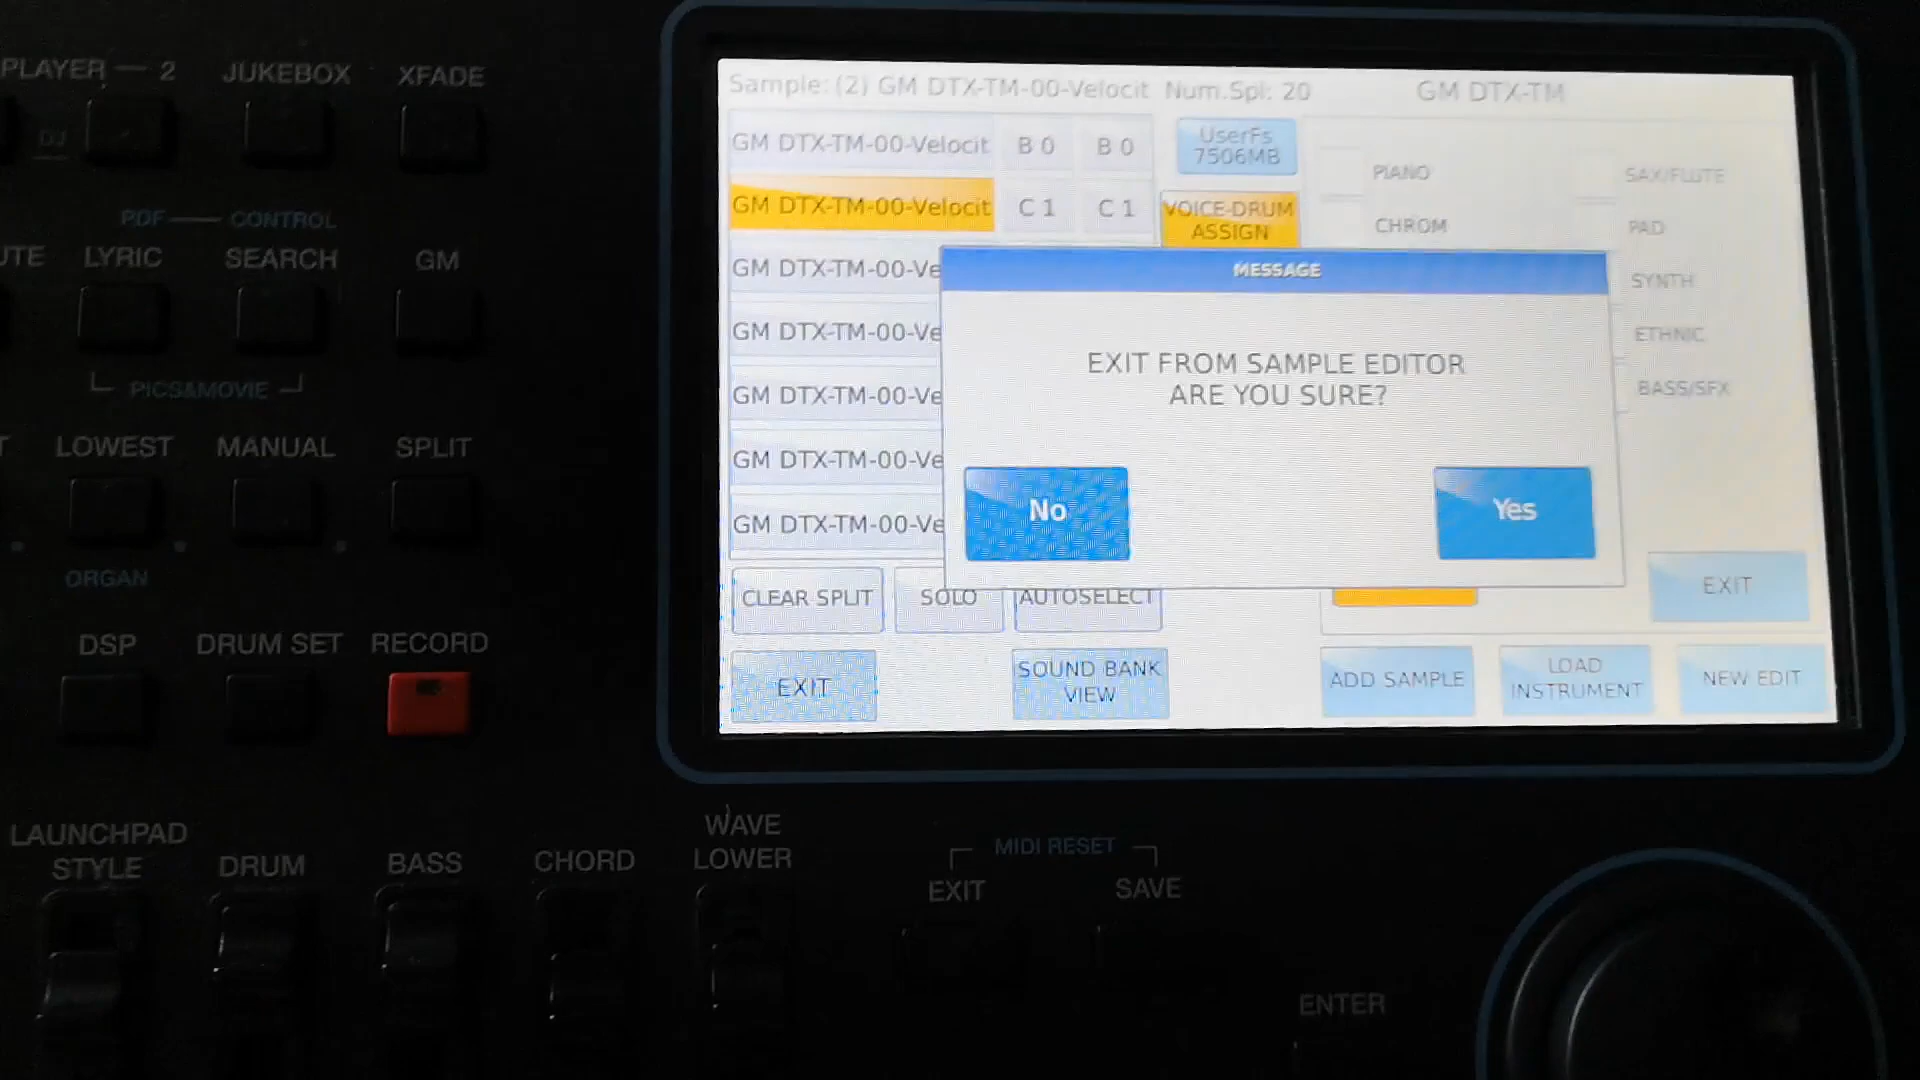 PLAYER — 2
JUKEBOX
XFADE
DJ
PDF — CONTROL
LYRIC
SEARCH
GM
PICS&MOVIE
LOWEST
MANUAL
SPLIT
ORGAN
DSP
DRUM SET
RECORD
LAUNCHPAD
STYLE
DRUM
BASS
CHORD
WAVE
LOWER
MIDI RESET
EXIT
SAVE
ENTER
Sample: (2) GM DTX-TM-00-Velocit Num.Spl: 20 GM DTX-TM
GM DTX-TM-00-Velocit B 0 B 0
UserFs
7506MB
GM DTX-TM-00-Velocit C 1 C 1
VOICE-DRUM
ASSIGN
GM DTX-TM-00-Ve
GM DTX-TM-00-Ve
GM DTX-TM-00-Ve
GM DTX-TM-00-Ve
GM DTX-TM-00-Ve
PIANO
CHROM
SAX/FLUTE
PAD
SYNTH
ETHNIC
BASS/SFX
MESSAGE
EXIT FROM SAMPLE EDITOR
ARE YOU SURE?
No
Yes
CLEAR SPLIT
SOLO
AUTOSELECT
EXIT
EXIT
SOUND BANK
VIEW
ADD SAMPLE
LOAD
INSTRUMENT
NEW EDIT